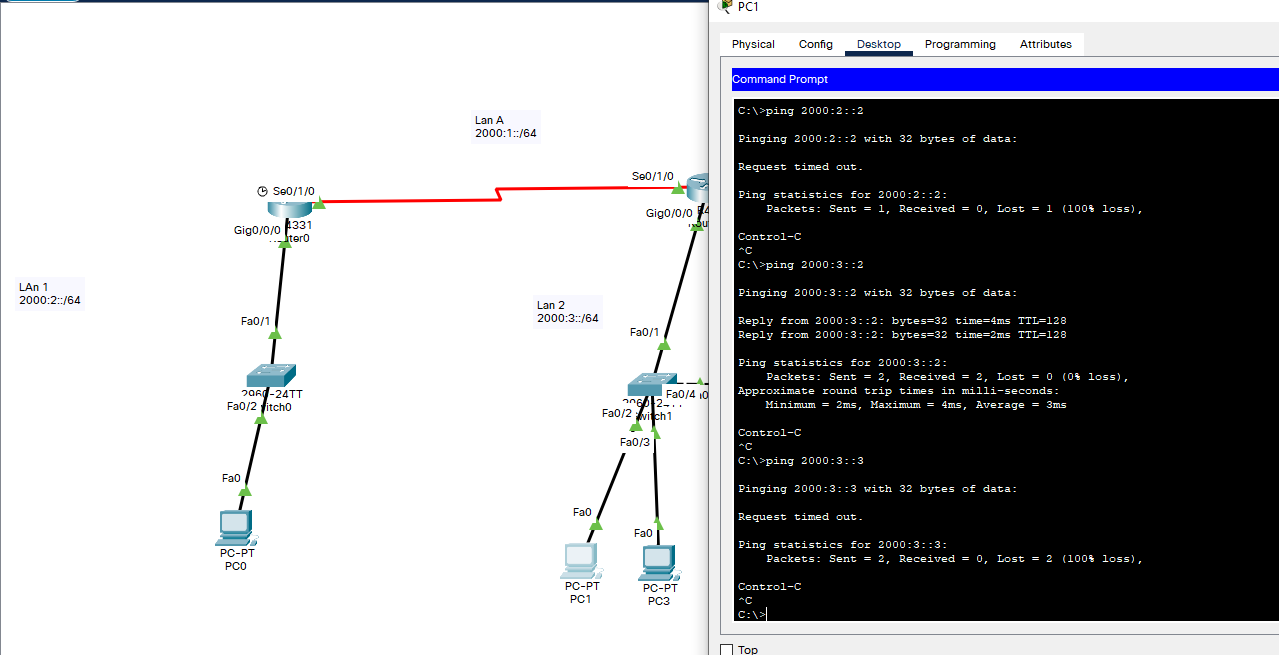 PC1
Physical Config Desktop Programming Attributes
Command Prompt
C:\>ping 2000:2::2
Pinging 2000:2::2 with 32 bytes of data:
Request timed out.
Ping statistics for 2000:2::2:
Packets: Sent = 1, Received = 0, Lost = 1 (100% loss),
Control-C
^C
C:\>ping 2000:3::2
Pinging 2000:3::2 with 32 bytes of data:
Reply from 2000:3::2: bytes=32 time=4ms TTL=128
Reply from 2000:3::2: bytes=32 time=2ms TTL=128
Ping statistics for 2000:3::2:
Packets: Sent = 2, Received = 2, Lost = 0 (0% loss),
Approximate round trip times in milli-seconds:
Minimum = 2ms, Maximum = 4ms, Average = 3ms
Control-C
^C
C:\>ping 2000:3::3
Pinging 2000:3::3 with 32 bytes of data:
Request timed out.
Ping statistics for 2000:3::3:
Packets: Sent = 2, Received = 0, Lost = 2 (100% loss),
Control-C
^C
C:\>
Top
Lan A
2000:1::/64
Se0/1/0
Se0/1/0
Gig0/0/0
4331
Gig0/0/0
LAn 1
2000:2::/64
Lan 2
2000:3::/64
Fa0/1
Fa0/1
2960-24TT
Fa0/2
Fa0/4
Fa0/2
Fa0/3
Fa0
Fa0
Fa0
PC-PT
PC0
PC-PT
PC1
PC-PT
PC3